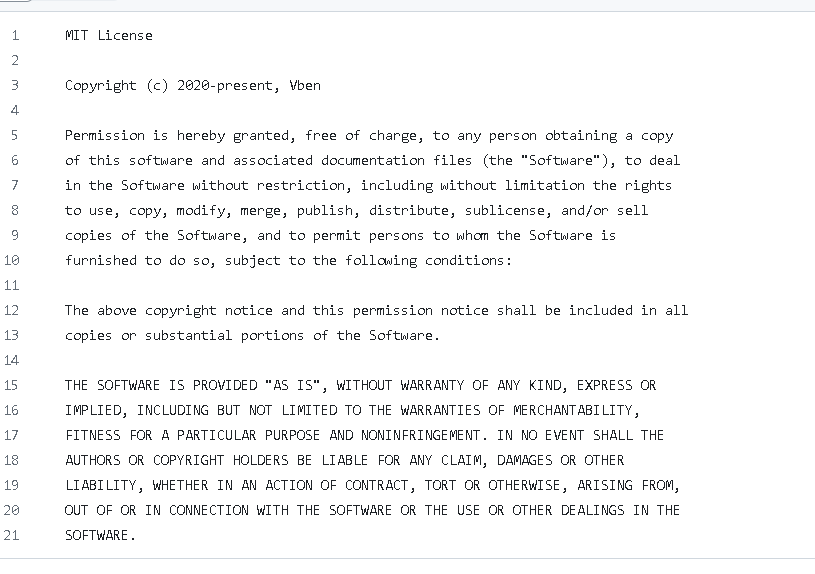 1 MIT License
2
3 Copyright (c) 2020-present, Vben
4
5 Permission is hereby granted, free of charge, to any person obtaining a copy
6 of this software and associated documentation files (the "Software"), to deal
7 in the Software without restriction, including without limitation the rights
8 to use, copy, modify, merge, publish, distribute, sublicense, and/or sell
9 copies of the Software, and to permit persons to whom the Software is
10 furnished to do so, subject to the following conditions:
11
12 The above copyright notice and this permission notice shall be included in all
13 copies or substantial portions of the Software.
14
15 THE SOFTWARE IS PROVIDED "AS IS", WITHOUT WARRANTY OF ANY KIND, EXPRESS OR
16 IMPLIED, INCLUDING BUT NOT LIMITED TO THE WARRANTIES OF MERCHANTABILITY,
17 FITNESS FOR A PARTICULAR PURPOSE AND NONINFRINGEMENT. IN NO EVENT SHALL THE
18 AUTHORS OR COPYRIGHT HOLDERS BE LIABLE FOR ANY CLAIM, DAMAGES OR OTHER
19 LIABILITY, WHETHER IN AN ACTION OF CONTRACT, TORT OR OTHERWISE, ARISING FROM,
20 OUT OF OR IN CONNECTION WITH THE SOFTWARE OR THE USE OR OTHER DEALINGS IN THE
21 SOFTWARE.